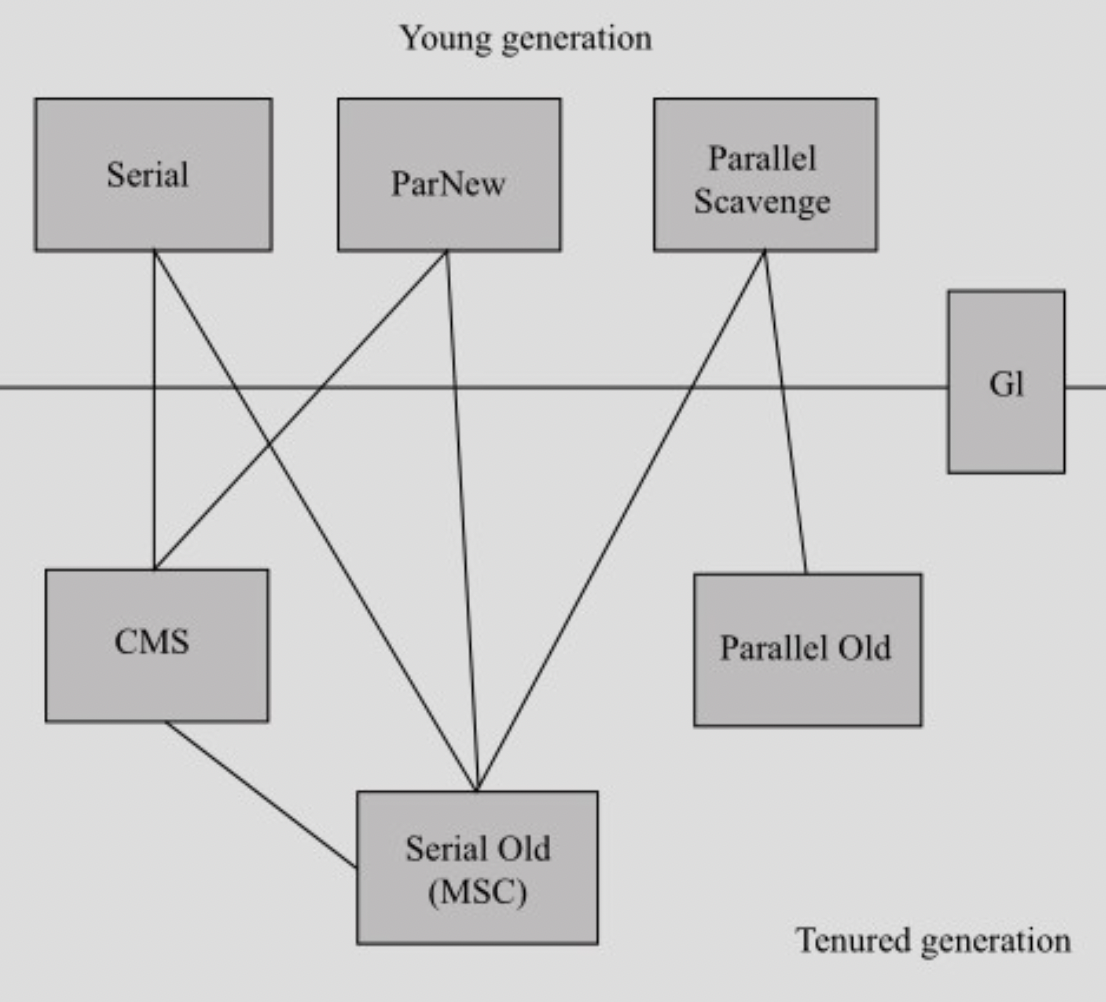 Young generation
Serial
ParNew
Parallel
Scavenge
Gl
CMS
Parallel Old
Serial Old
(MSC)
Tenured generation